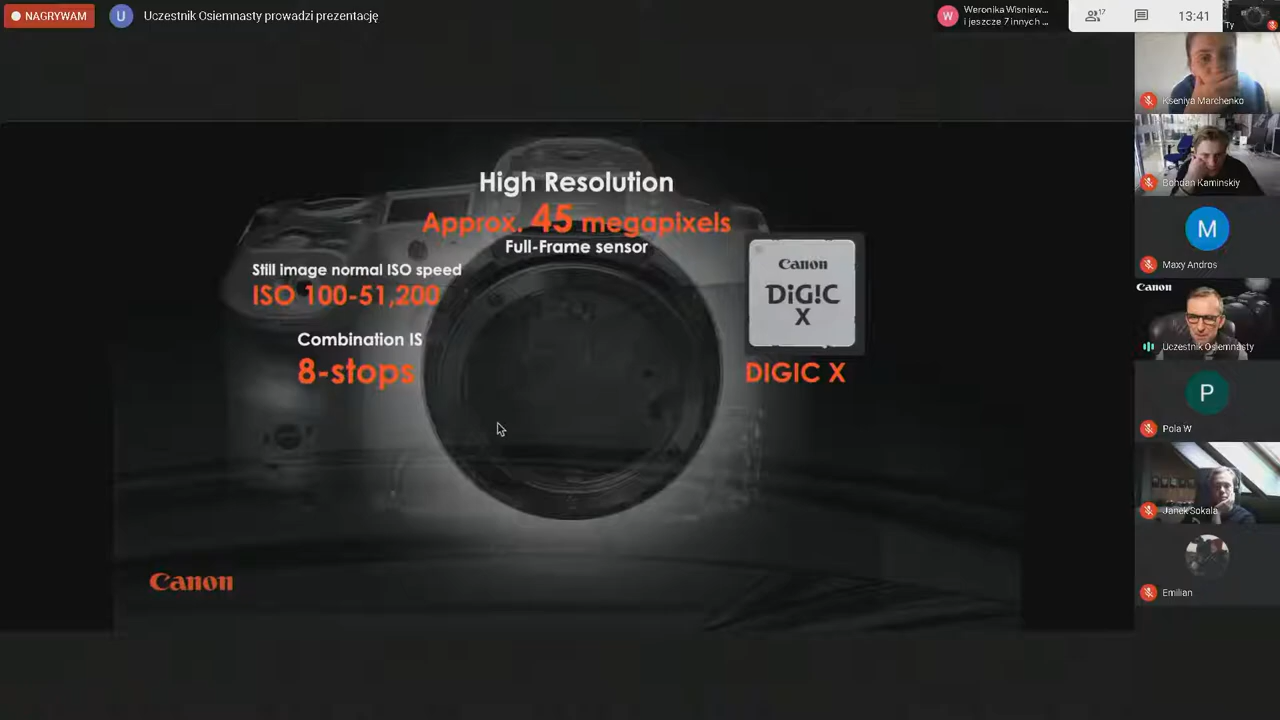 NAGRYWAM
U
Uczestnik Osiemnasty prowadzi prezentację
W
Weronika Wisniew...
i jeszcze 7 innych ...
17
13:41
Ty
Kseniya Marchenko
Bohdan Kaminskiy
M
Maxy Andros
Canon
Uczestnik Osiemnasty
P
Pola W
Janek Sokala
Emilian
High Resolution
Approx. 45 megapixels
Full-Frame sensor
Still image normal ISO speed
ISO 100-51,200
Combination IS
8-stops
Canon
DiG!C
X
DIGIC X
Canon